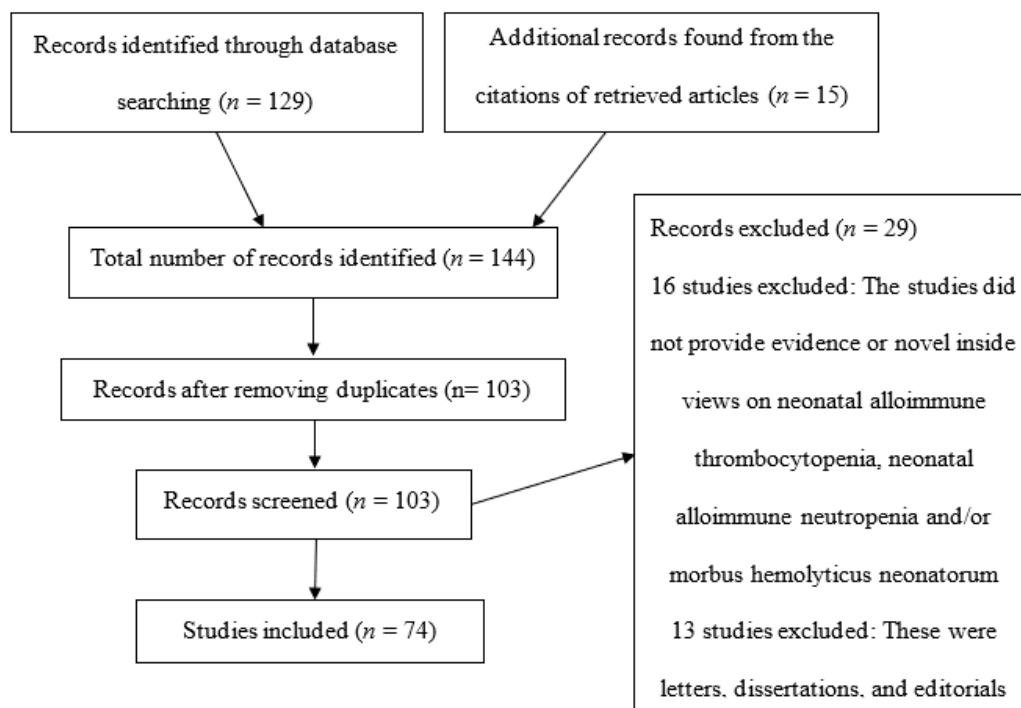 Records identified through database
searching (n = 129)
Additional records found from the
citations of retrieved articles (n = 15)
Total number of records identified (n = 144)
Records after removing duplicates (n= 103)
Records screened (n = 103)
Studies included (n = 74)
Records excluded (n = 29)
16 studies excluded: The studies did
not provide evidence or novel inside
views on neonatal alloimmune
thrombocytopenia, neonatal
alloimmune neutropenia and/or
morbus hemolyticus neonatorum
13 studies excluded: These were
letters, dissertations, and editorials